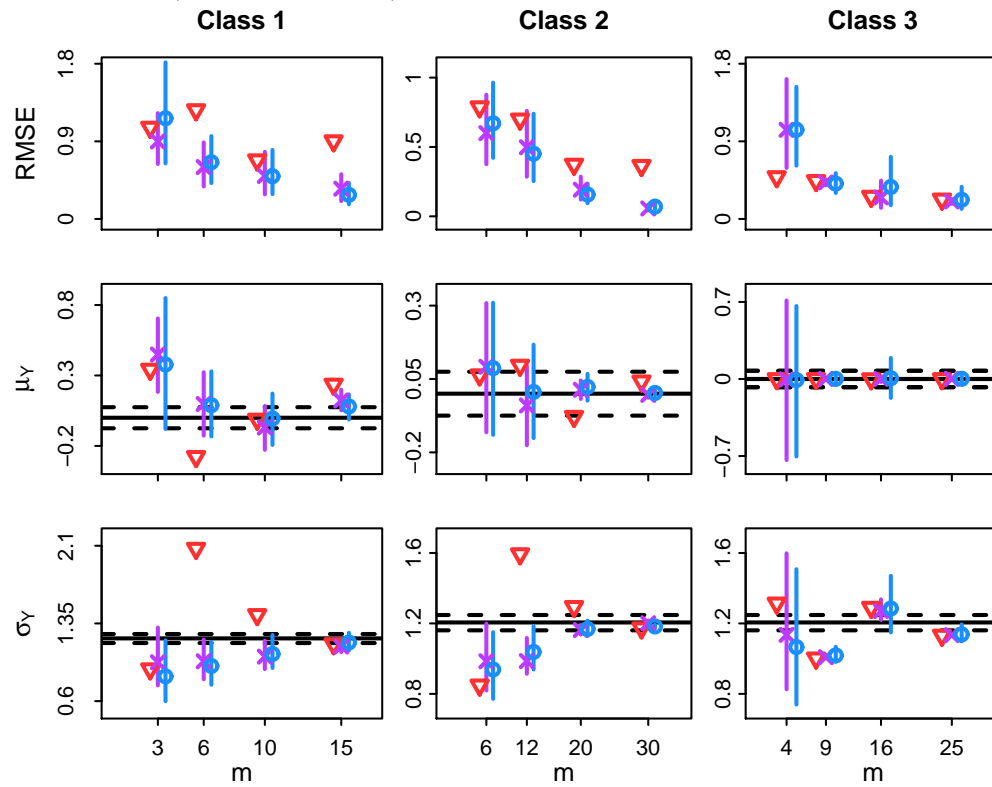 Class 1
Class 2
Class 3
RMSE
0 0.9 1.8
0 0.5 1
0 0.9 1.8
μY
−0.2 0.3 0.8
−0.2 0.05 0.3
−0.7 0 0.7
σY
0.6 1.35 2.1
0.8 1.2 1.6
0.8 1.2 1.6
3 6 10 15
6 12 20 30
4 9 16 25
m
m
m